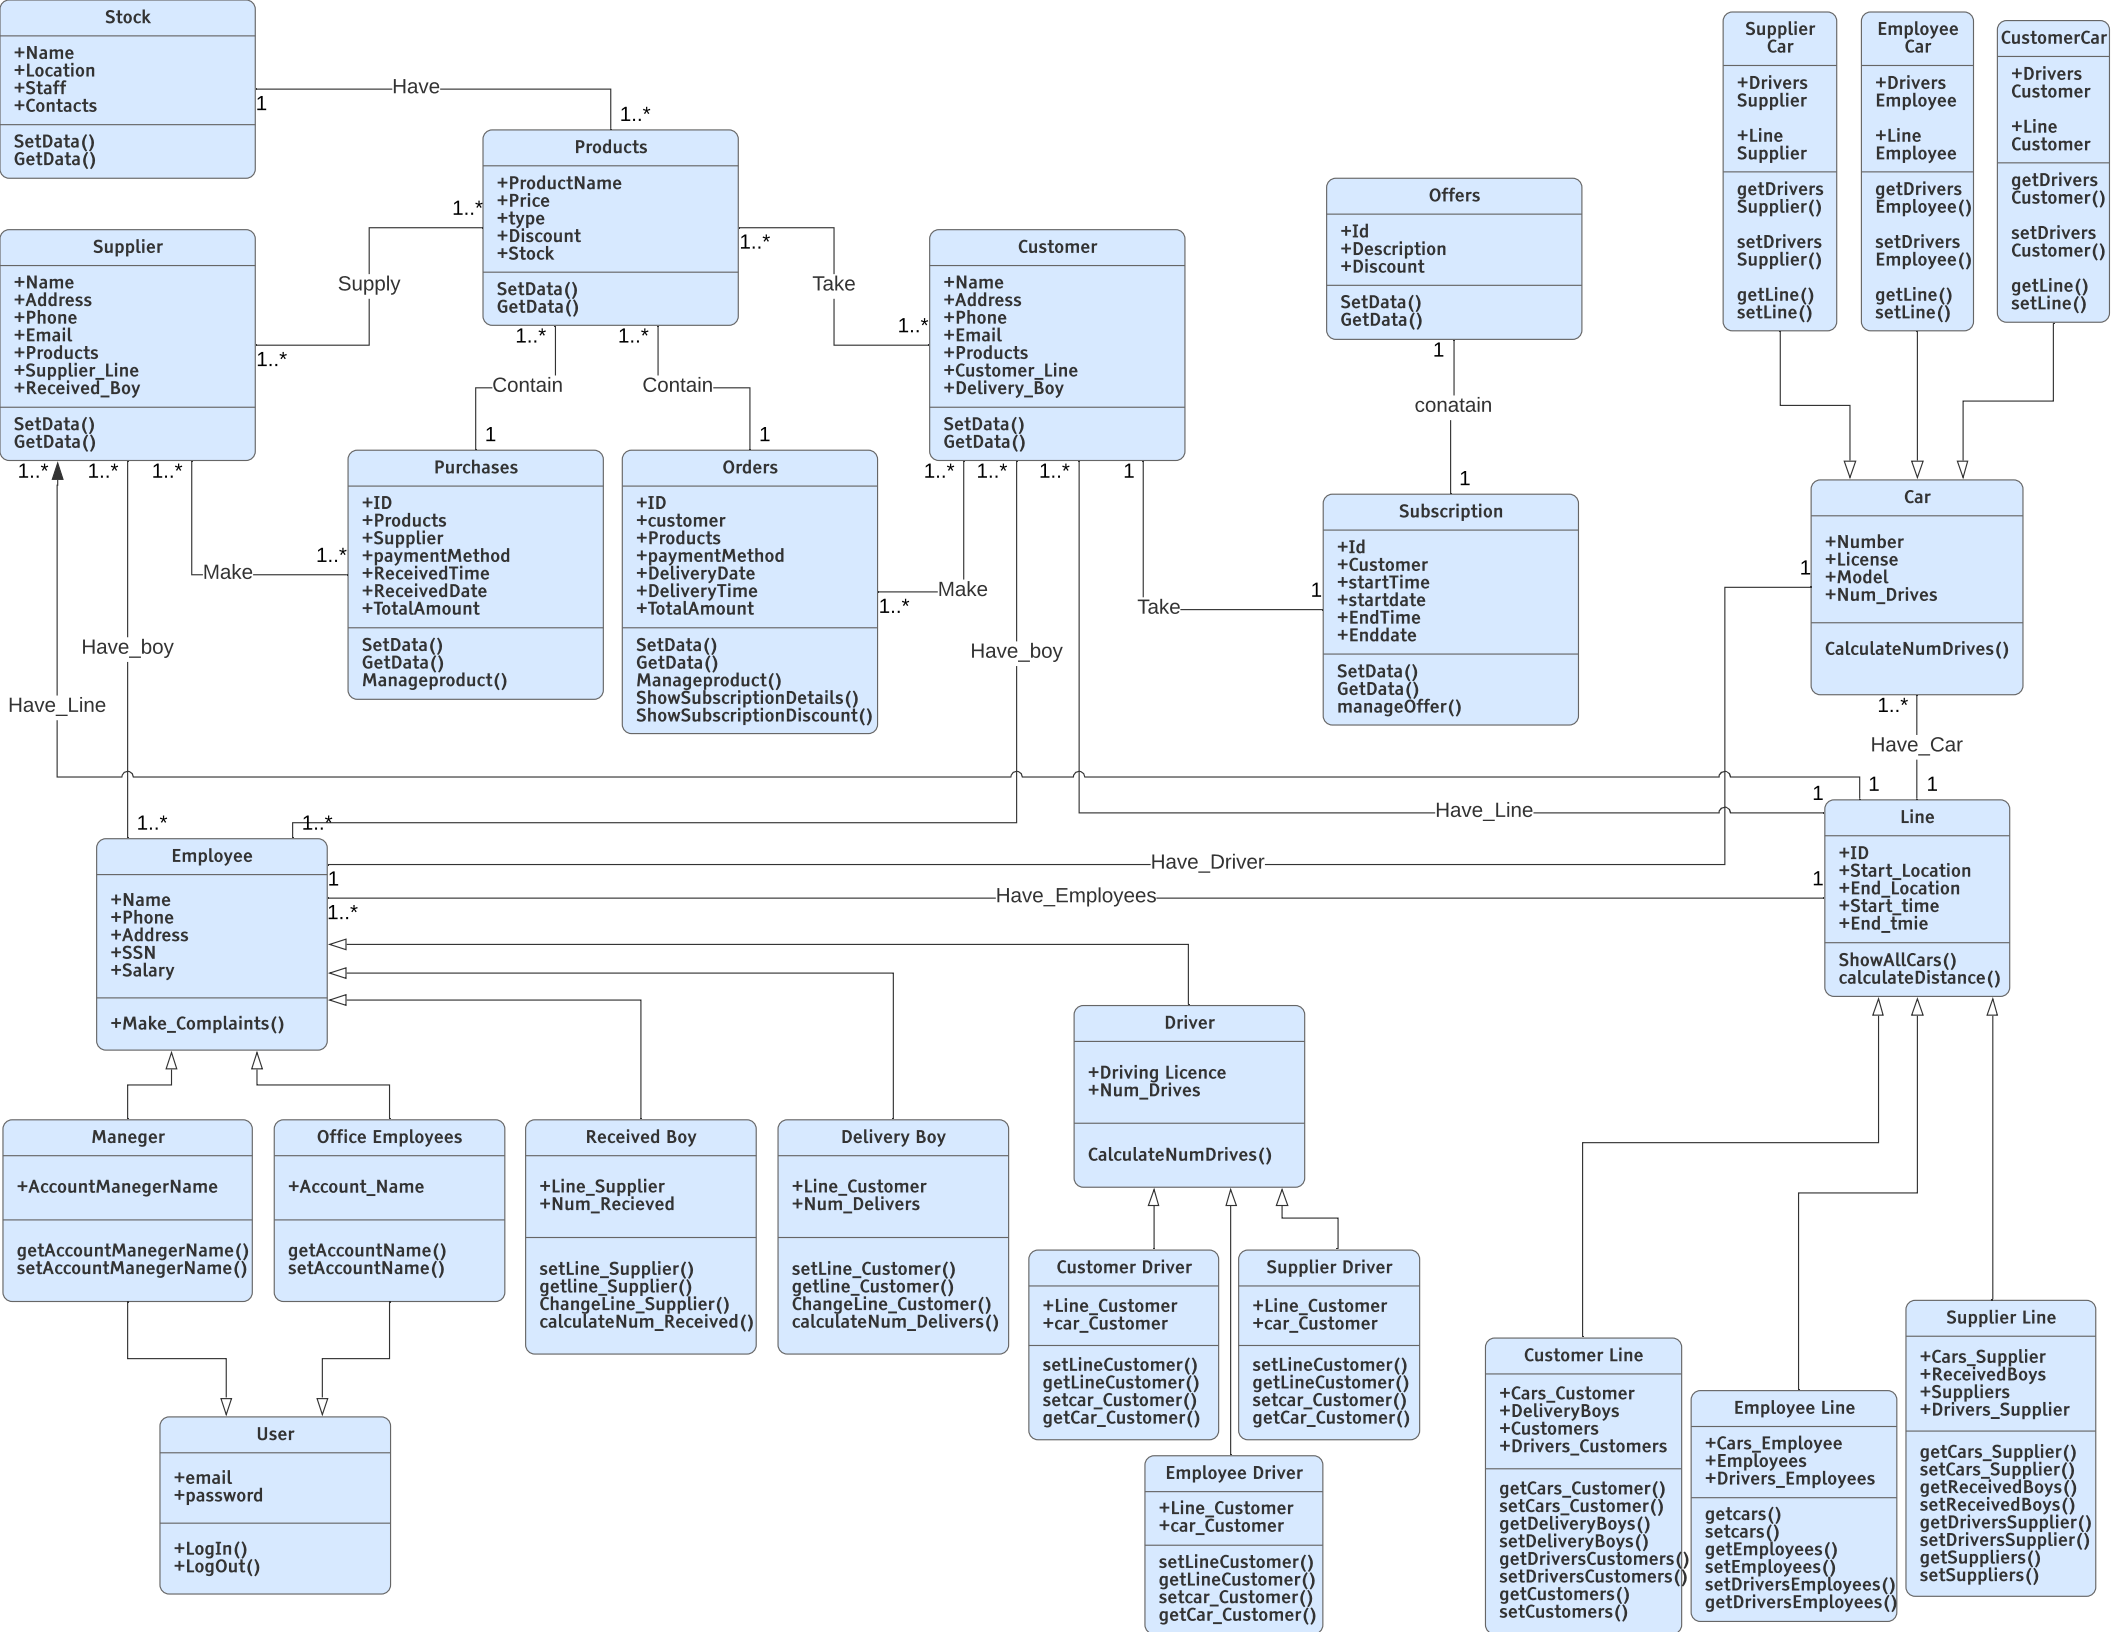 Stock
+Name
+Location
+Staff
+Contacts
SetData()
GetData()
Have
1
1..*
Products
+ProductName
+Price
+type
+Discount
+Stock
SetData()
GetData()
1..*
Supply
1..*
1..*
Take
1..*
Supplier
+Name
+Address
+Phone
+Email
+Products
+Supplier_Line
+Received_Boy
SetData()
GetData()
Customer
+Name
+Address
+Phone
+Email
+Products
+Customer_Line
+Delivery_Boy
SetData()
GetData()
Offers
+Id
+Description
+Discount
SetData()
GetData()
Supplier
Car
+Drivers
Supplier
+Line
Supplier
getDrivers
Supplier()
setDrivers
Supplier()
getLine()
setLine()
Employee
Car
+Drivers
Employee
+Line
Employee
getDrivers
Employee()
setDrivers
Employee()
getLine()
setLine()
CustomerCar
+Drivers
Customer
+Line
Customer
getDrivers
Customer()
setDrivers
Customer()
getLine()
setLine()
1..*
1..*
Contain
Contain
1
1
1
conatain
1
Purchases
+ID
+Products
+Supplier
+paymentMethod
+ReceivedTime
+ReceivedDate
+TotalAmount
SetData()
GetData()
Manageproduct()
Orders
+ID
+customer
+Products
+paymentMethod
+DeliveryDate
+DeliveryTime
+TotalAmount
SetData()
GetData()
Manageproduct()
ShowSubscriptionDetails()
ShowSubscriptionDiscount()
Subscription
+Id
+Customer
+startTime
+startdate
+EndTime
+Enddate
SetData()
GetData()
manageOffer()
Car
+Number
+License
+Model
+Num_Drives
CalculateNumDrives()
1..*
1..*
1..*
1..*
1..*
1..*
1
1..*
Make
Make
1..*
Take
1
1
Have_boy
Have_boy
Have_Line
1..*
Have_Car
1
1
1
Have_Line
1..*
1..*
Have_Driver
1
Have_Employees
1..*
1
Employee
+Name
+Phone
+Address
+SSN
+Salary
+Make_Complaints()
Line
+ID
+Start_Location
+End_Location
+Start_time
+End_tmie
ShowAllCars()
calculateDistance()
Driver
+Driving Licence
+Num_Drives
CalculateNumDrives()
Maneger
+AccountManegerName
getAccountManegerName()
setAccountManegerName()
Office Employees
+Account_Name
getAccountName()
setAccountName()
Received Boy
+Line_Supplier
+Num_Recieved
setLine_Supplier()
getline_Supplier()
ChangeLine_Supplier()
calculateNum_Received()
Delivery Boy
+Line_Customer
+Num_Delivers
setLine_Customer()
getline_Customer()
ChangeLine_Customer()
calculateNum_Delivers()
Customer Driver
+Line_Customer
+car_Customer
setLineCustomer()
getLineCustomer()
setcar_Customer()
getCar_Customer()
Supplier Driver
+Line_Customer
+car_Customer
setLineCustomer()
getLineCustomer()
setcar_Customer()
getCar_Customer()
Employee Driver
+Line_Customer
+car_Customer
setLineCustomer()
getLineCustomer()
setcar_Customer()
getCar_Customer()
User
+email
+password
+LogIn()
+LogOut()
Customer Line
+Cars_Customer
+DeliveryBoys
+Customers
+Drivers_Customers
getCars_Customer()
setCars_Customer()
getDeliveryBoys()
setDeliveryBoys()
getDriversCustomers()
setDriversCustomers()
getCustomers()
setCustomers()
Employee Line
+Cars_Employee
+Employees
+Drivers_Employees
getcars()
setcars()
getEmployees()
setEmployees()
setDriversEmployees()
getDriversEmployees()
Supplier Line
+Cars_Supplier
+ReceivedBoys
+Suppliers
+Drivers_Supplier
getCars_Supplier()
setCars_Supplier()
getReceivedBoys()
setReceivedBoys()
getDriversSupplier()
setDriversSupplier()
getSuppliers()
setSuppliers()